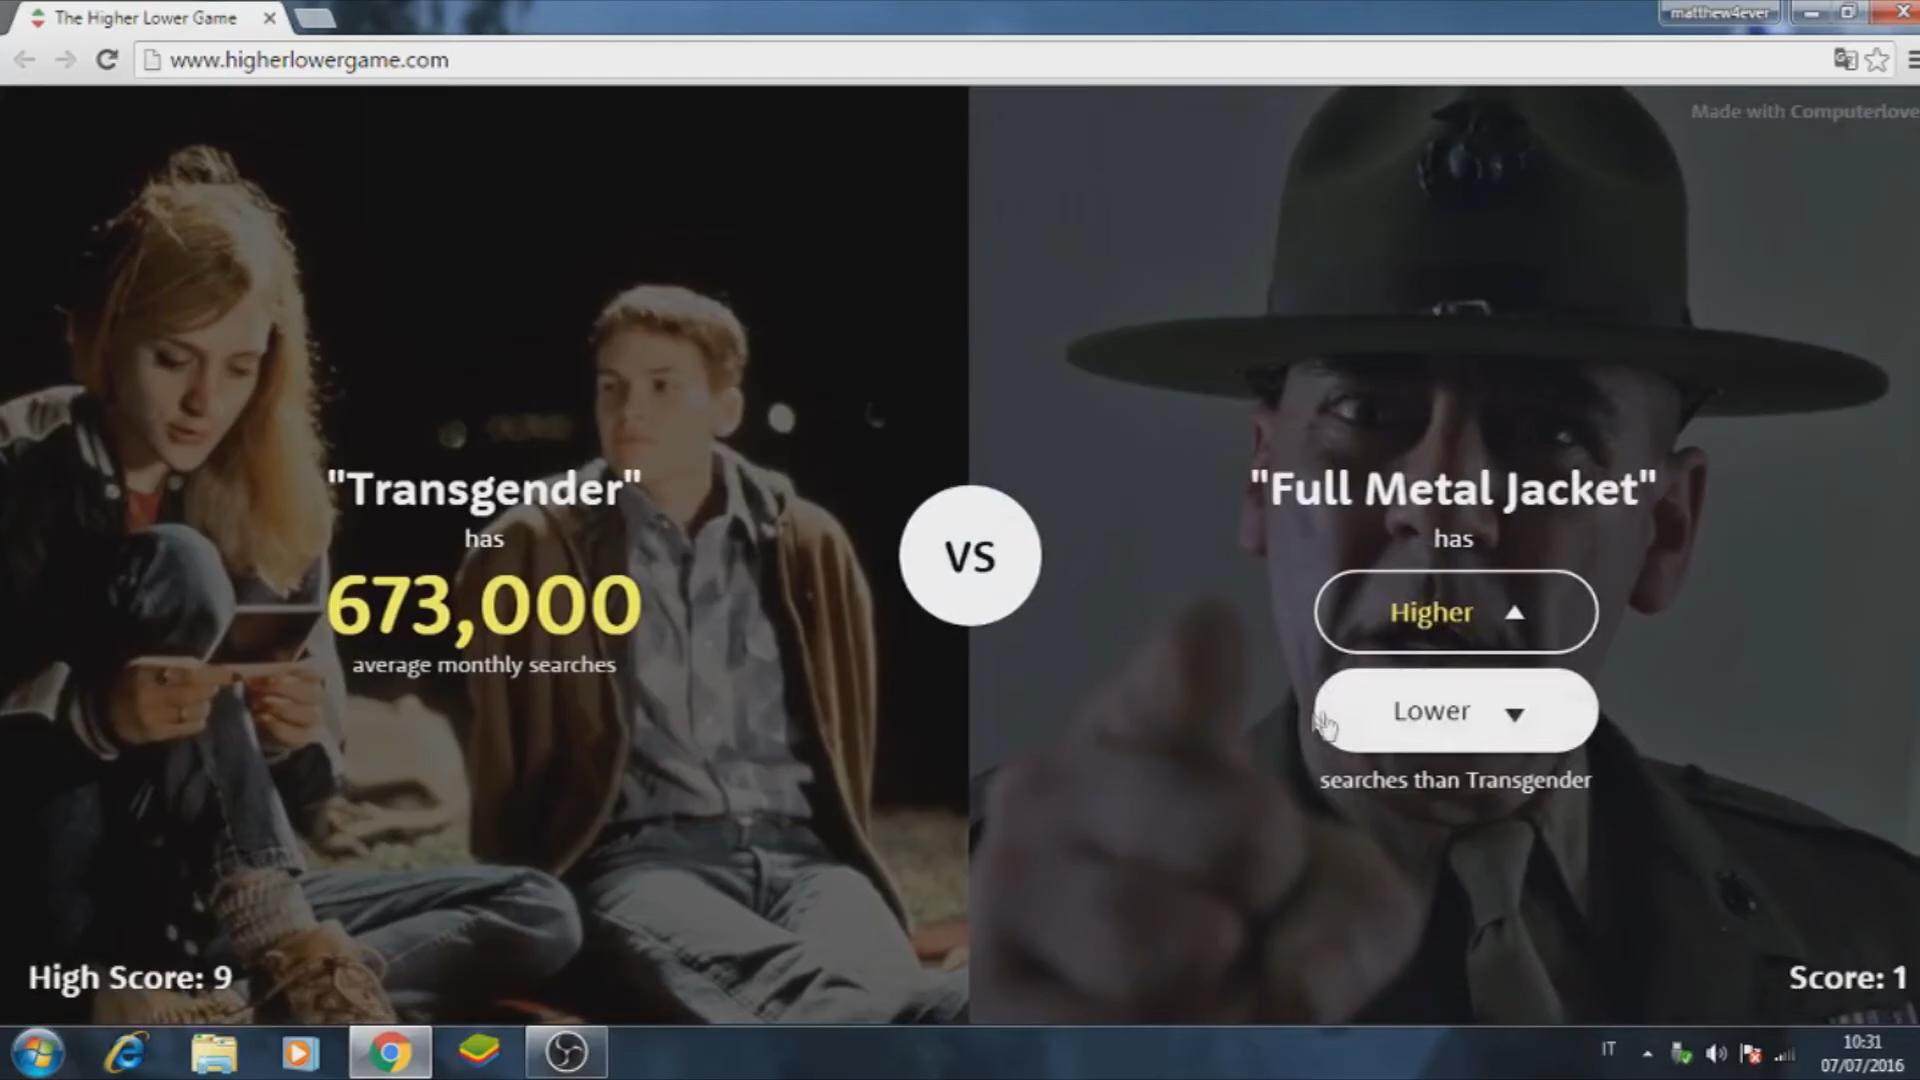 The Higher Lower Game
matthew4ever
www.higherlowergame.com
Made with Computerlove
"Transgender"
has
673,000
average monthly searches
VS
"Full Metal Jacket"
has
Higher
Lower
searches than Transgender
High Score: 9
Score: 1
IT
10:31
07/07/2016